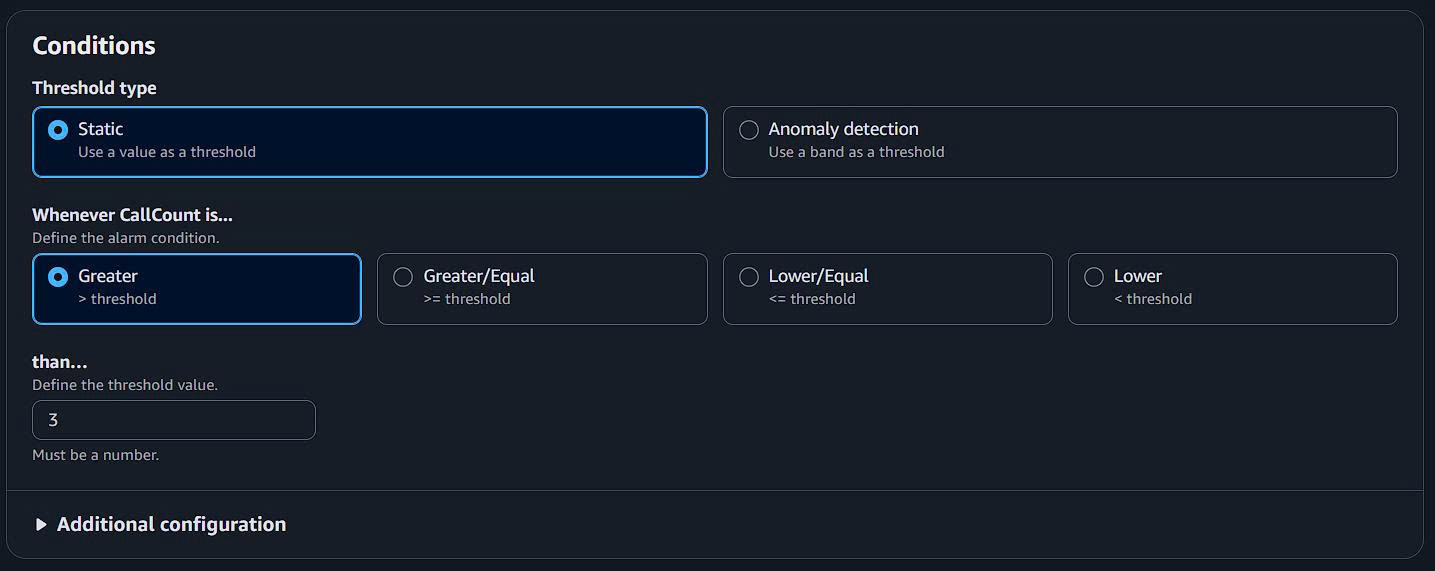 Conditions
Threshold type
Static
Use a value as a threshold
Anomaly detection
Use a band as a threshold
Whenever CallCount is...
Define the alarm condition.
Greater
> threshold
Greater/Equal
>= threshold
Lower/Equal
<= threshold
Lower
< threshold
than...
Define the threshold value.
3
Must be a number.
Additional configuration